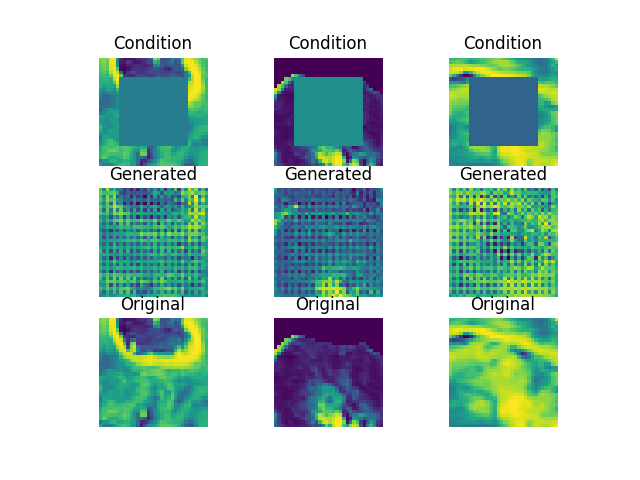 Condition Condition Condition
Generated Generated Generated
Original Original Original